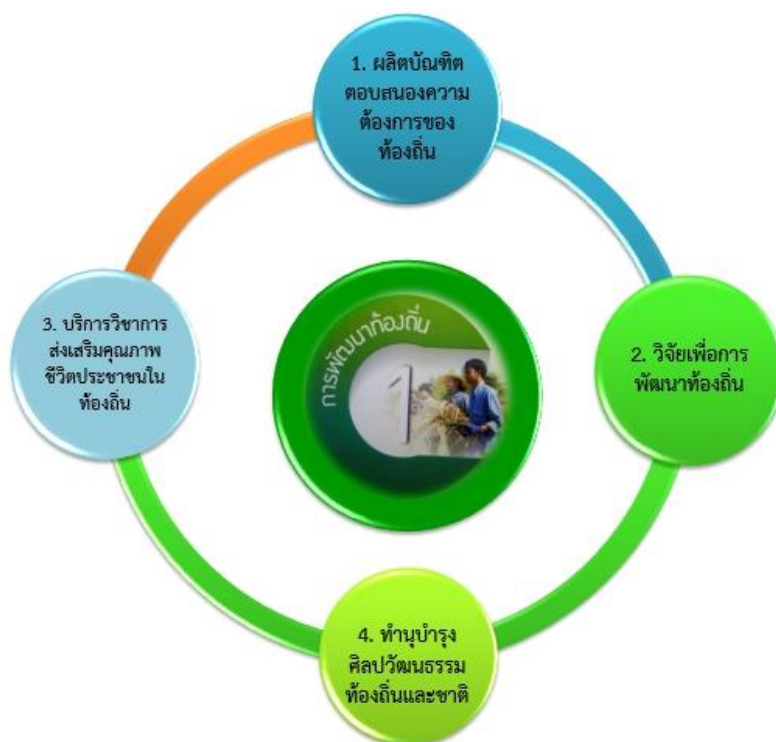 1. ผลิตบัณฑิต
ตอบสนองความ
ต้องการของ
ท้องถิ่น
2. วิจัยเพื่อการ
พัฒนาท้องถิ่น
3. บริการวิชาการ
ส่งเสริมคุณภาพ
ชีวิตประชาชนใน
ท้องถิ่น
4. ทำนุบำรุง
ศิลปวัฒนธรรม
ท้องถิ่นและชาติ
การพัฒนาท้องถิ่น
1